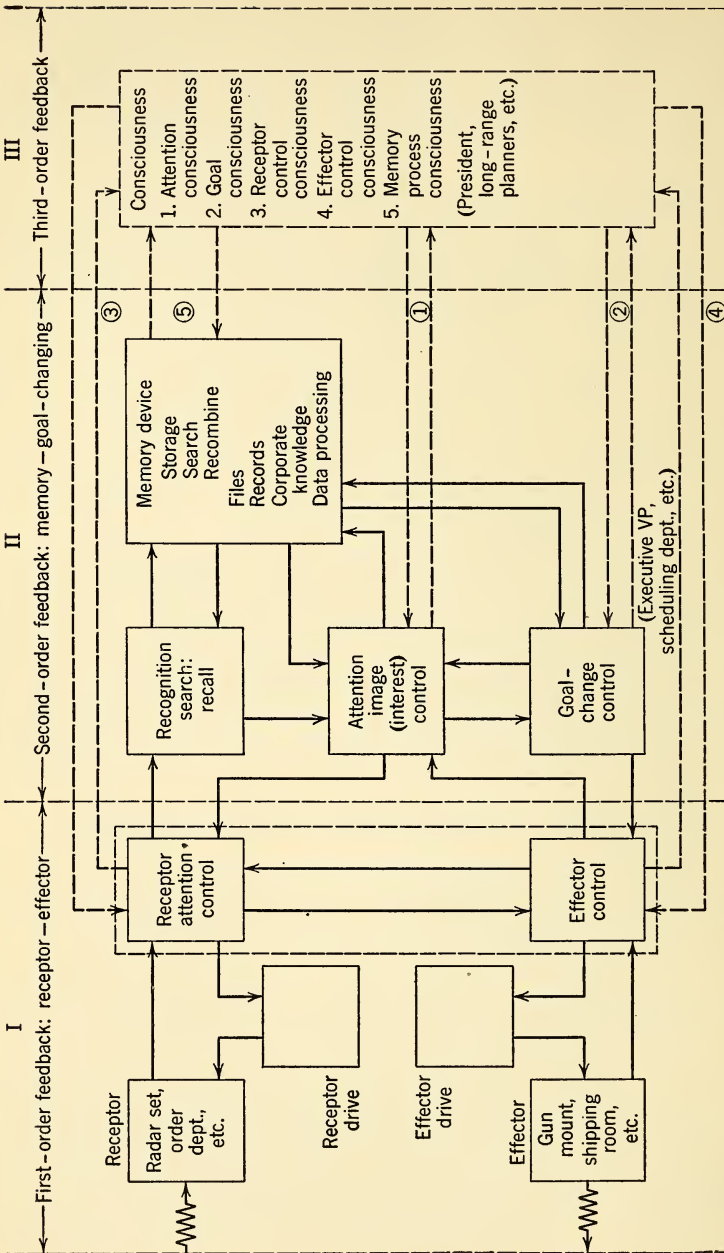 I
II
III
First-order feedback: receptor-effector
Second-order feedback: memory-goal-changing
Third-order feedback
Receptor
Radar set,
order
dept.,
etc.
Receptor
drive
Effector
drive
Effector
Gun
mount,
shipping
room,
etc.
Receptor
attention
control
Effector
control
Recognition
search:
recall
Attention
image
(interest)
control
Goal-
change
control
(Executive VP,
scheduling dept., etc.)
Memory device
Storage
Search
Recombine
Files
Records
Corporate
knowledge
Data processing
③
⑤
①
②
④
Consciousness
1. Attention
consciousness
2. Goal
consciousness
3. Receptor
control
consciousness
4. Effector
control
consciousness
5. Memory
process
consciousness
(President,
long-range
planners, etc.)